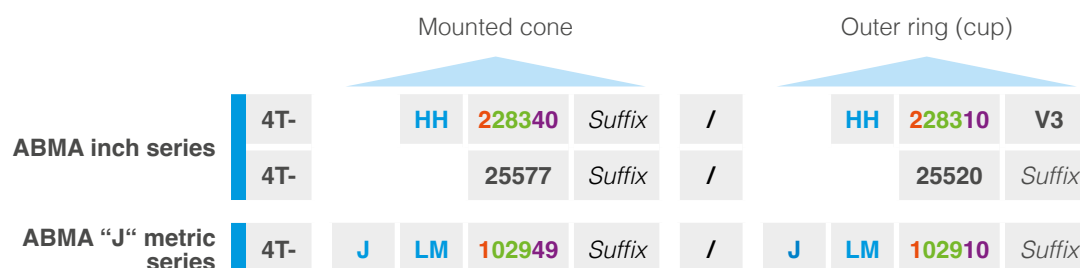 Mounted cone Outer ring (cup)
4T- HH 228340 Suffix / HH 228310 V3
ABMA inch series
4T- 25577 Suffix / 25520 Suffix
ABMA “J“ metric
series
4T- J LM 102949 Suffix / J LM 102910 Suffix